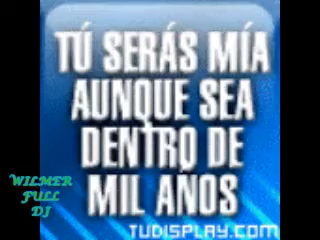 TÚ SERÁS MÍA
AUNQUE SEA
DENTRO DE
MIL AÑOS
WILMER
FULL
DJ
TUDISPLAY.COM